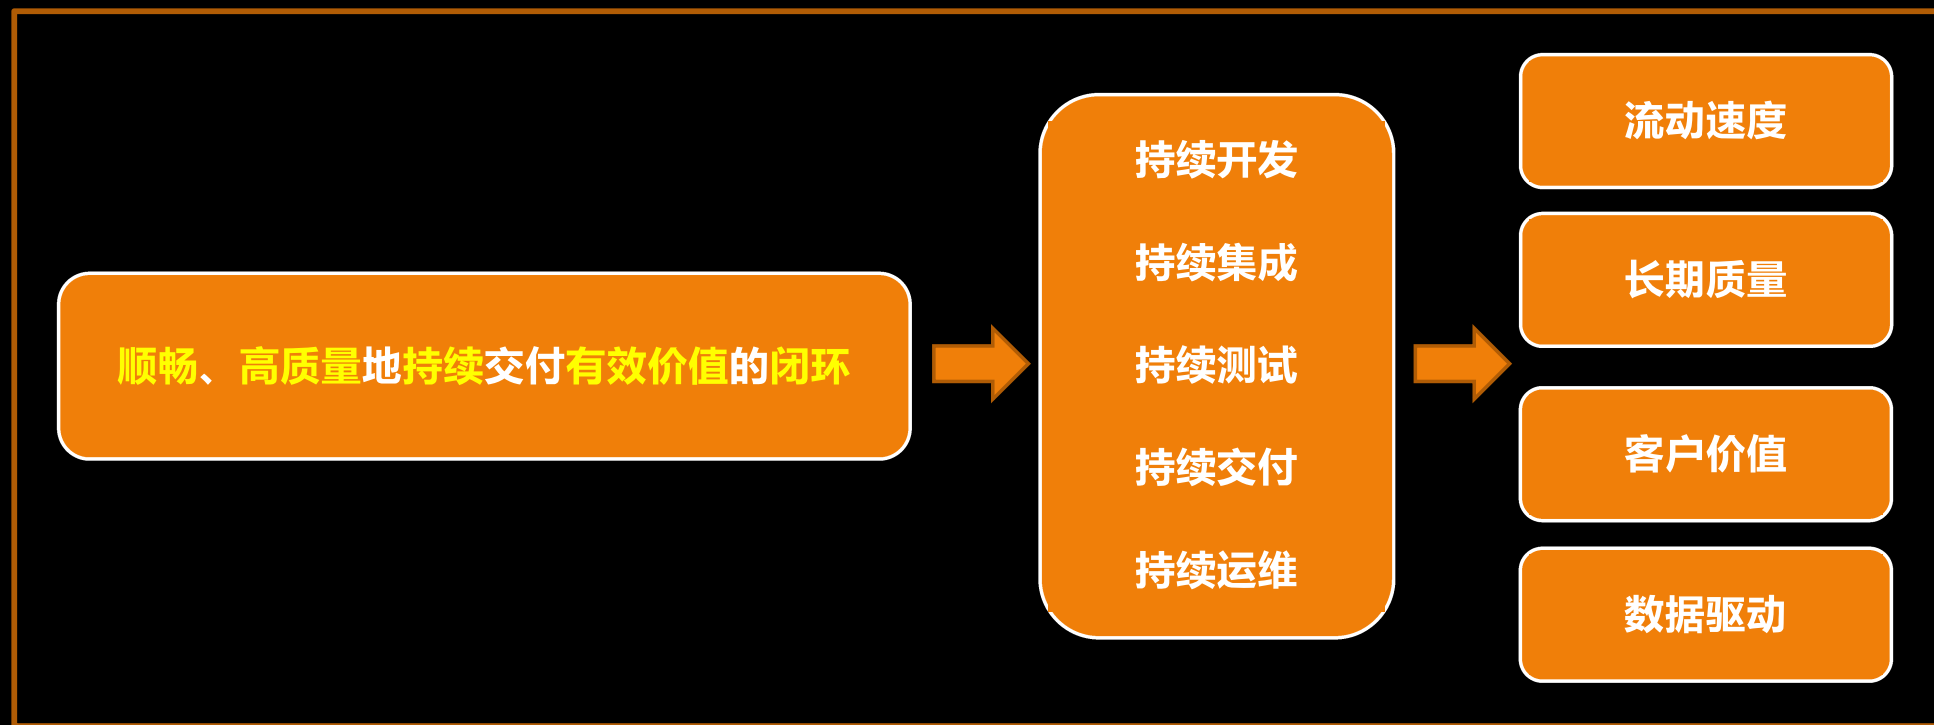 顺畅、高质量地持续交付有效价值的闭环
持续开发
持续集成
持续测试
持续交付
持续运维
流动速度
长期质量
客户价值
数据驱动